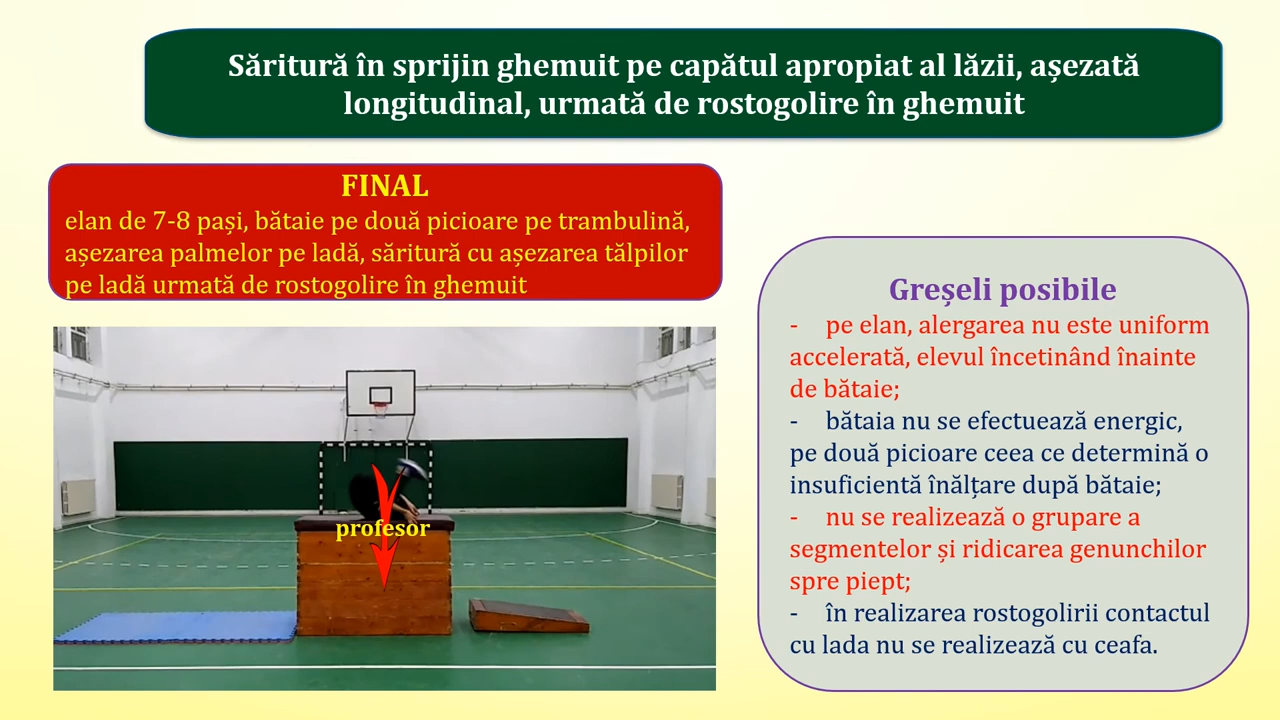 Săritură în sprijin ghemuit pe capătul apropiat al lăzii, așezată
longitudinal, urmată de rostogolire în ghemuit
FINAL
elan de 7-8 pași, bătaie pe două picioare pe trambulină,
așezarea palmelor pe ladă, săritură cu așezarea tălpilor
pe ladă urmată de rostogolire în ghemuit
profesor
Greșeli posibile
- pe elan, alergarea nu este uniform
accelerată, elevul încetinând înainte
de bătaie;
- bătaia nu se efectuează energic,
pe două picioare ceea ce determină o
insuficientă înălțare după bătaie;
- nu se realizează o grupare a
segmentelor și ridicarea genunchilor
spre piept;
- în realizarea rostogolirii contactul
cu lada nu se realizează cu ceafa.